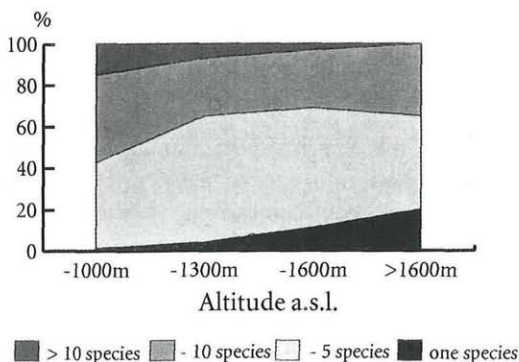 %
100
80
60
40
20
0
-1000m -1300m -1600m >1600m
Altitude a.s.l.
> 10 species - 10 species - 5 species one species